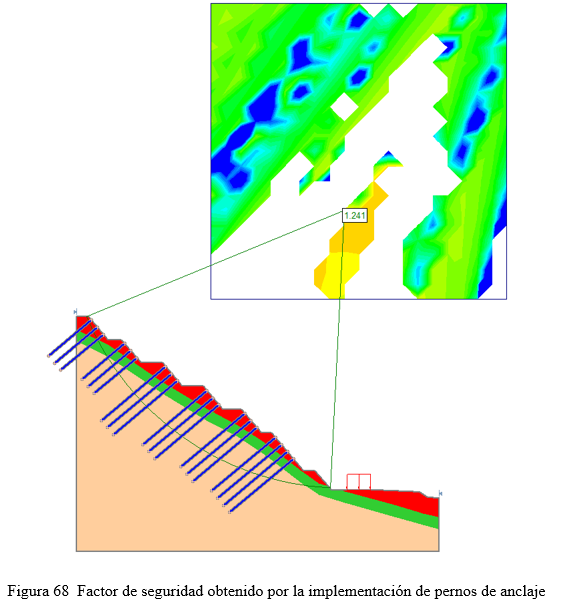 1.241
Figura 68 Factor de seguridad obtenido por la implementación de pernos de anclaje